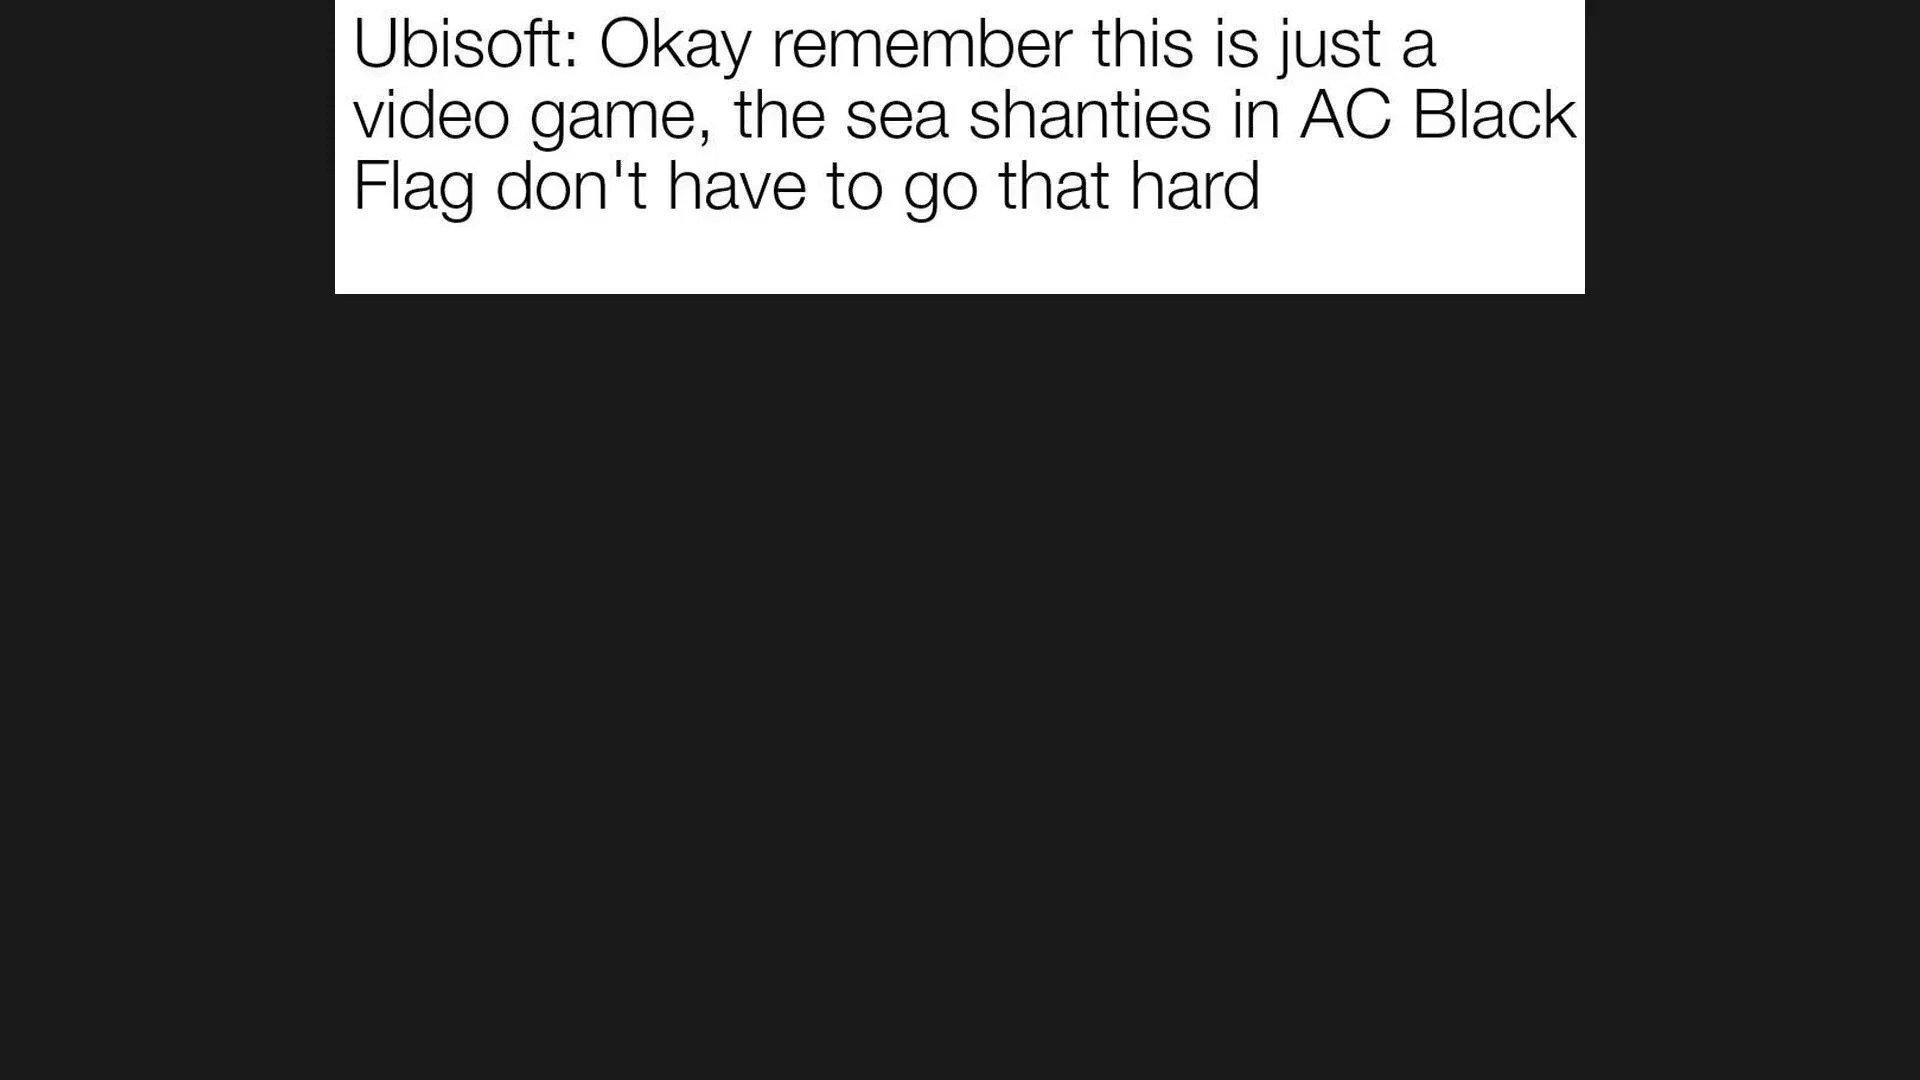 Ubisoft: Okay remember this is just a
video game, the sea shanties in AC Black
Flag don't have to go that hard